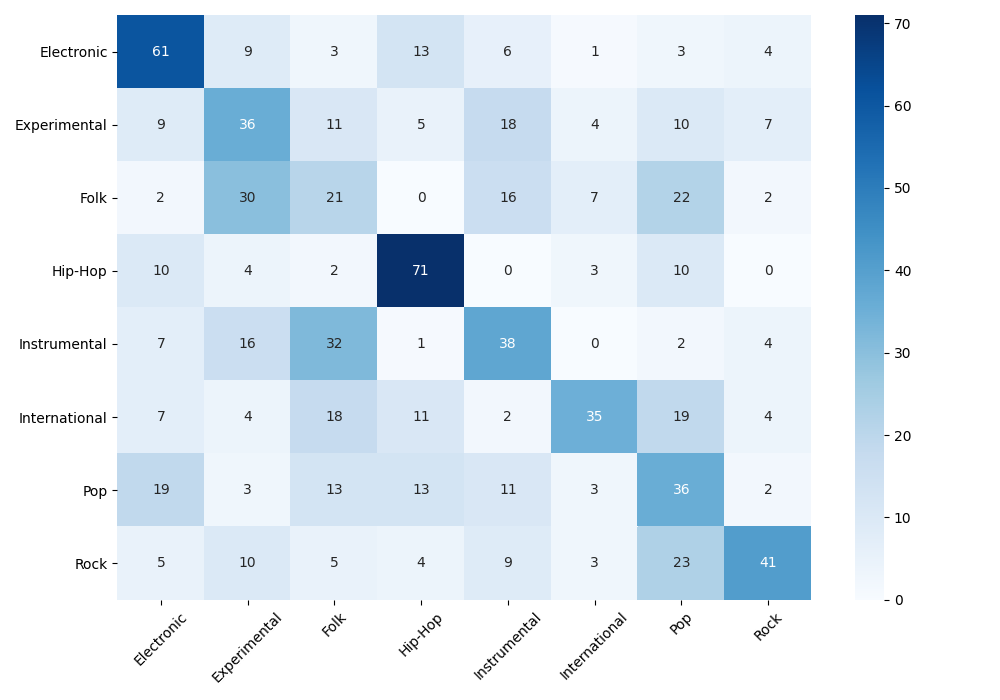 Electronic 61 9 3 13 6 1 3 4
Experimental 9 36 11 5 18 4 10 7
Folk 2 30 21 0 16 7 22 2
Hip-Hop 10 4 2 71 0 3 10 0
Instrumental 7 16 32 1 38 0 2 4
International 7 4 18 11 2 35 19 4
Pop 19 3 13 13 11 3 36 2
Rock 5 10 5 4 9 3 23 41
Electronic Experimental Folk Hip-Hop Instrumental International Pop Rock
70
60
50
40
30
20
10
0